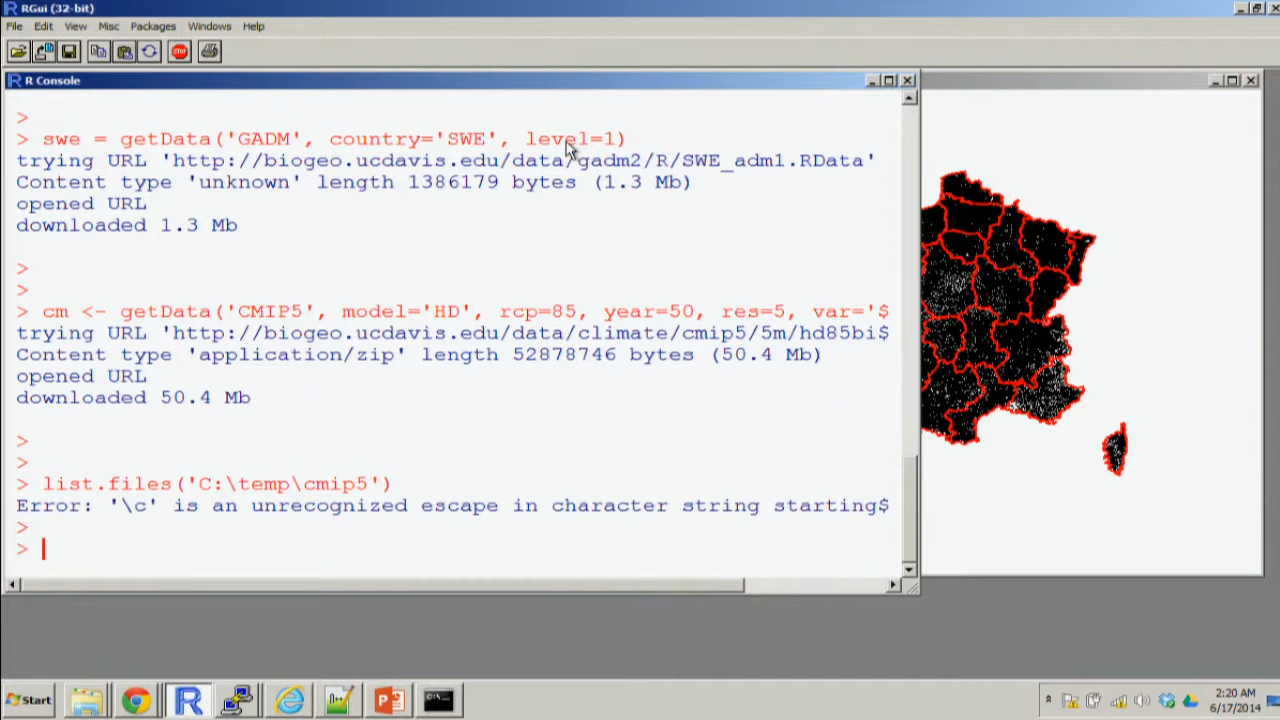 RGui (32-bit)
File Edit View Misc Packages Windows Help
STOP
R Console
>
> swe = getData('GADM', country='SWE', level=1)
trying URL 'http://biogeo.ucdavis.edu/data/gadm2/R/SWE_adm1.RData'
Content type 'unknown' length 1386179 bytes (1.3 Mb)
opened URL
downloaded 1.3 Mb
>
>
> cm <- getData('CMIP5', model='HD', rcp=85, year=50, res=5, var='$
trying URL 'http://biogeo.ucdavis.edu/data/climate/cmip5/5m/hd85bi$
Content type 'application/zip' length 52878746 bytes (50.4 Mb)
opened URL
downloaded 50.4 Mb
>
>
> list.files('C:\temp\cmip5')
Error: '\c' is an unrecognized escape in character string starting$
>
>
Start
2:20 AM
6/17/2014